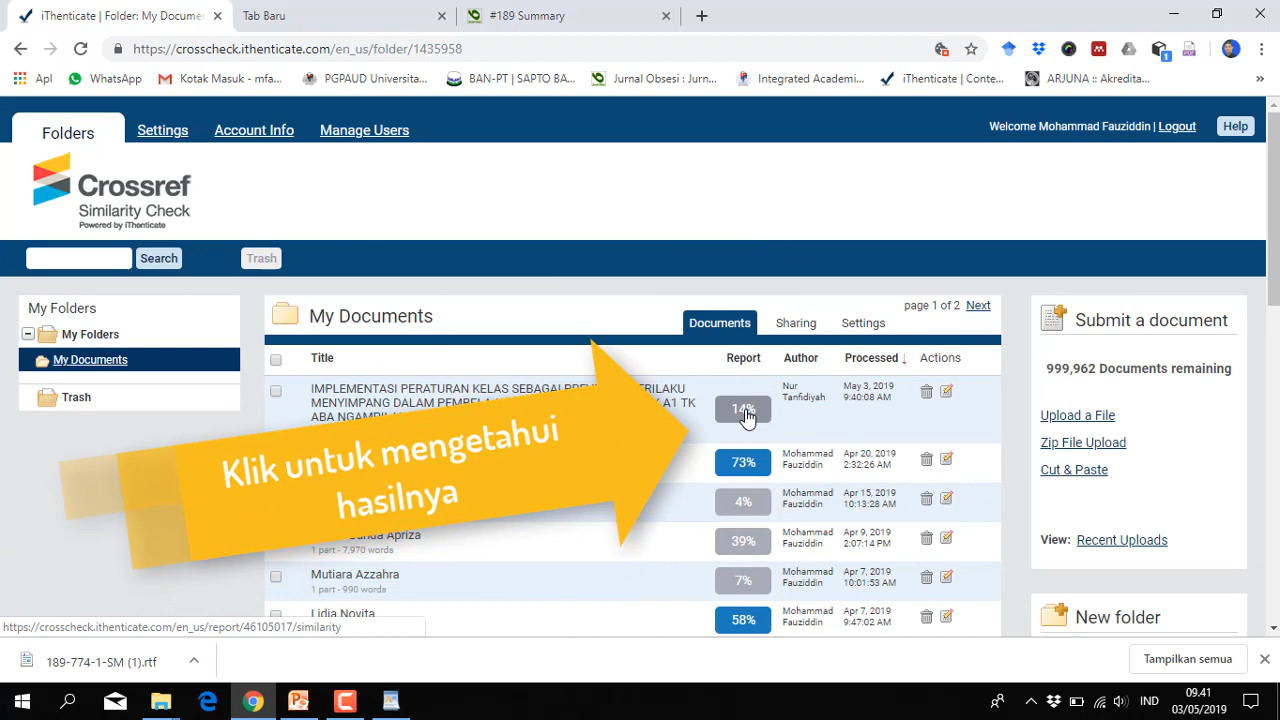 iThenticate | Folder: My Documer
Tab Baru
#189 Summary
https://crosscheck.ithenticate.com/en_us/folder/1435958
Apl
WhatsApp
Kotak Masuk - mfa...
PGPAUD Universita...
BAN-PT | SAPTO BA...
Jurnal Obsesi : Jurn...
Integrated Academi...
iThenticate | Conte...
ARJUNA :: Akredita...
»
Folders
Settings
Account Info
Manage Users
Welcome Mohammad Fauziddin | Logout
Help
Crossref
Similarity Check
Powered by iThenticate
Search
Trash
My Folders
My Folders
My Documents
Trash
My Documents
Documents
Sharing
Settings
page 1 of 2 Next
Title
Report
Author
Processed ↓
Actions
IMPLEMENTASI PERATURAN KELAS SEBAGAI
MENYIMPANG DALAM
A1 TK
ABA
14%
Nur
Tanfidiyah
May 3, 2019
9:40:08 AM
73%
Mohammad
Fauziddin
Apr 20, 2019
2:32:26 AM
4%
Mohammad
Fauziddin
Apr 15, 2019
10:13:28 AM
Apriza
1 part - 7,970 words
39%
Mohammad
Fauziddin
Apr 9, 2019
2:07:14 PM
Mutiara Azzahra
1 part - 990 words
7%
Mohammad
Fauziddin
Apr 7, 2019
10:01:53 AM
Lidia Novita
58%
Mohammad
Fauziddin
Apr 7, 2019
9:47:02 AM
Klik untuk mengetahui
hasilnya
Submit a document
999,962 Documents remaining
Upload a File
Zip File Upload
Cut & Paste
View: Recent Uploads
New folder
https://crosscheck.ithenticate.com/en_us/report/46105017/similarity
189-774-1-SM (1).rtf
Tampilkan semua
IND
09.41
03/05/2019